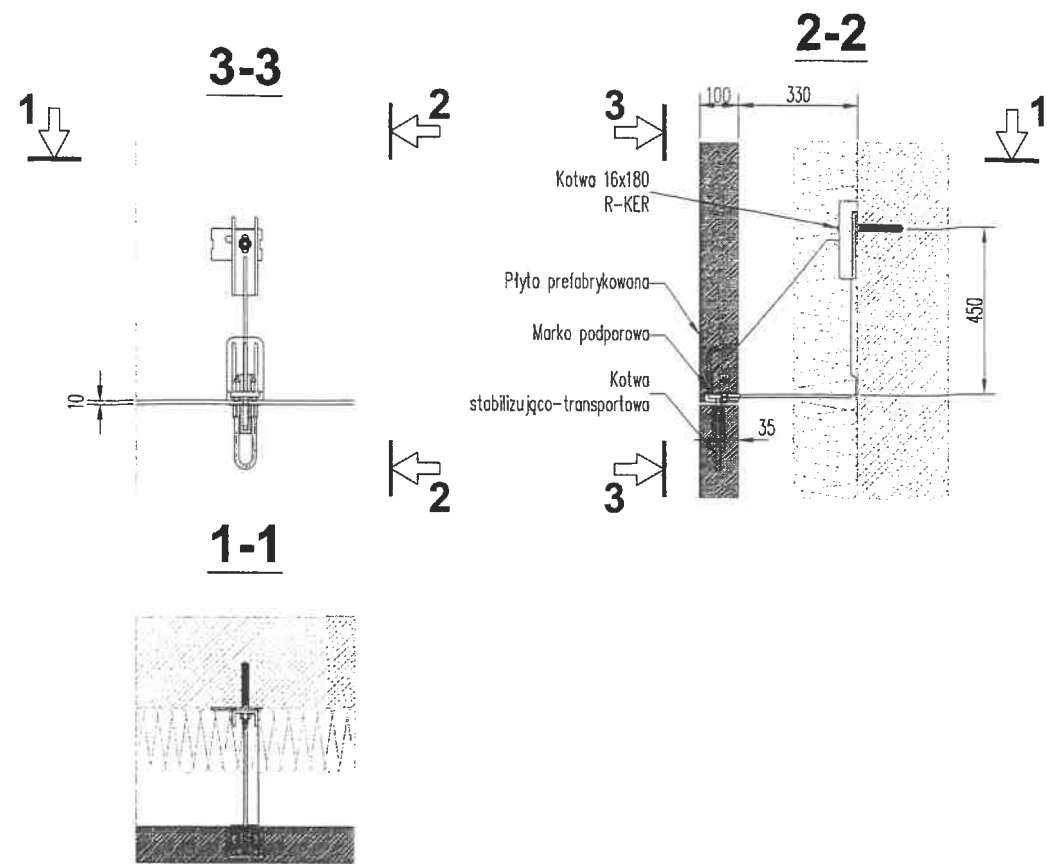 3-3
2-2
1
2
3
1
100
330
Kotwa 16x180
R-KER
Płyta prefabrykowana
Marka podporowa
Kotwa
stabilizująco-transportowa
450
10
35
2
3
1-1